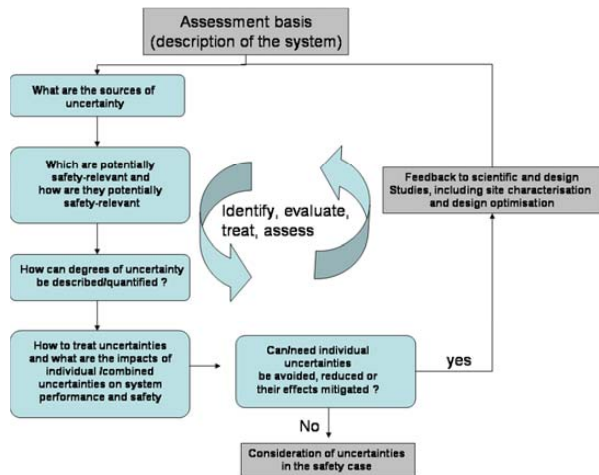 Assessment basis
(description of the system)
What are the sources of
uncertainty
Which are potentially
safety-relevant and
how are they potentially
safety-relevant
Identify, evaluate,
treat, assess
Feedback to scientific and design
Studies, including site characterisation
and design optimisation
How can degrees of uncertainty
be described/quantified ?
How to treat uncertainties
and what are the impacts of
individual /combined
uncertainties on system
performance and safety
Can/need individual
uncertainties
be avoided, reduced or
their effects mitigated ?
yes
No
Consideration of uncertainties
in the safety case